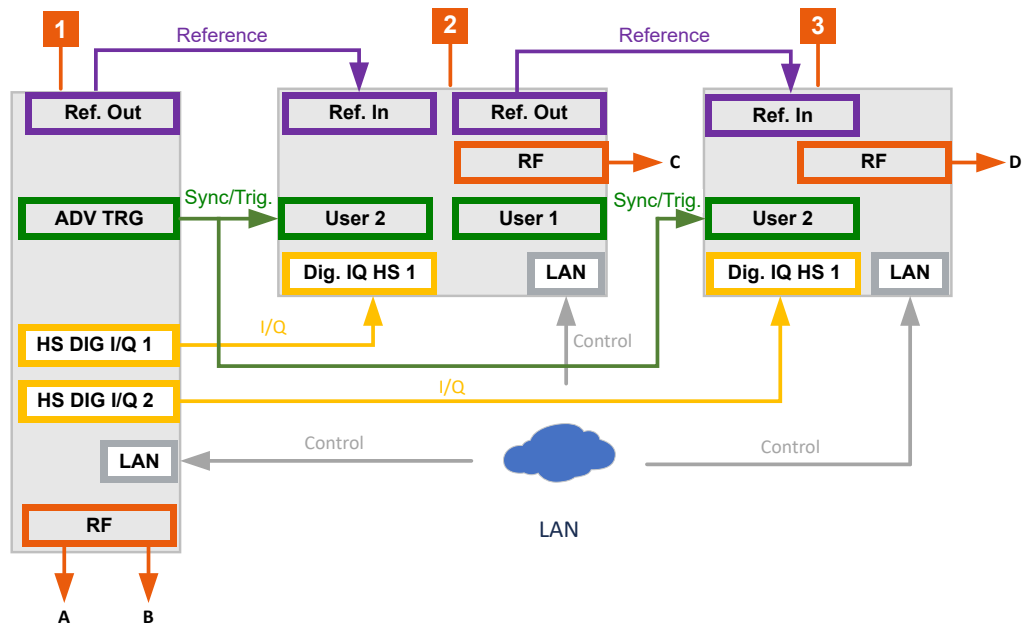 1
2
3
Reference
Reference
Ref. Out
Ref. In
Ref. Out
Ref. In
RF
C
RF
D
Sync/Trig.
Sync/Trig.
ADV TRG
User 2
User 1
User 2
Dig. IQ HS 1
LAN
Dig. IQ HS 1
LAN
HS DIG I/Q 1
I/Q
Control
HS DIG I/Q 2
I/Q
Control
Control
LAN
LAN
RF
A
B